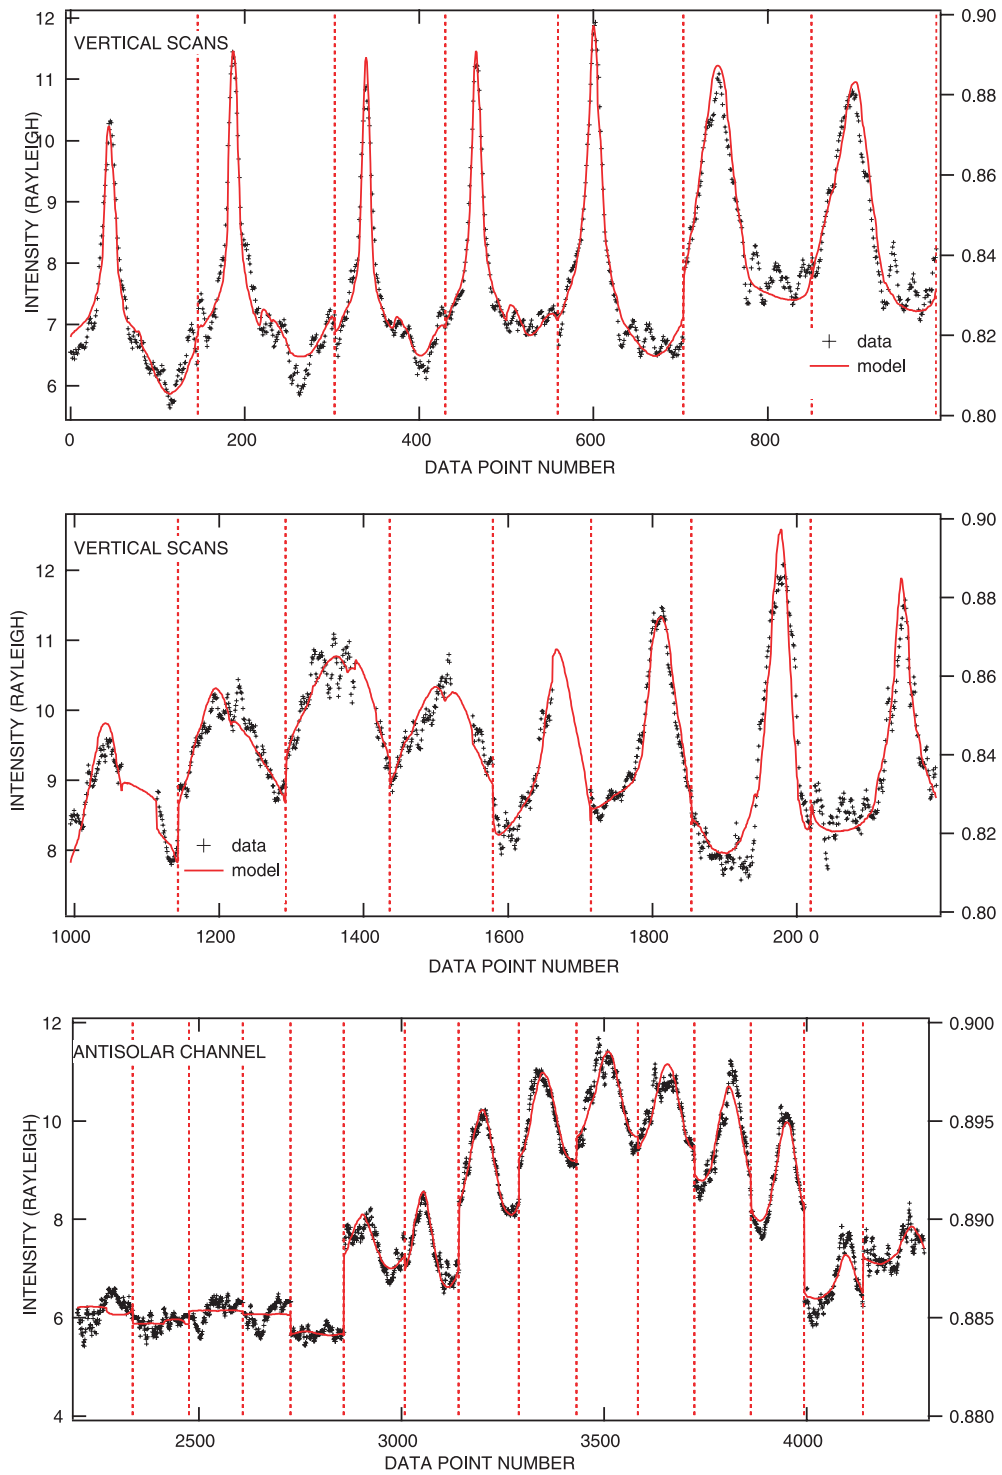 VERTICAL SCANS
INTENSITY (RAYLEIGH)
12
11
10
9
8
7
6
0.90
0.88
0.86
0.84
0.82
0.80
data
model
0 200 400 600 800
DATA POINT NUMBER
VERTICAL SCANS
INTENSITY (RAYLEIGH)
12
11
10
9
8
0.90
0.88
0.86
0.84
0.82
0.80
data
model
1000 1200 1400 1600 1800 200 0
DATA POINT NUMBER
ANTISOLAR CHANNEL
INTENSITY (RAYLEIGH)
12
10
8
6
4
0.900
0.895
0.890
0.885
0.880
2500 3000 3500 4000
DATA POINT NUMBER